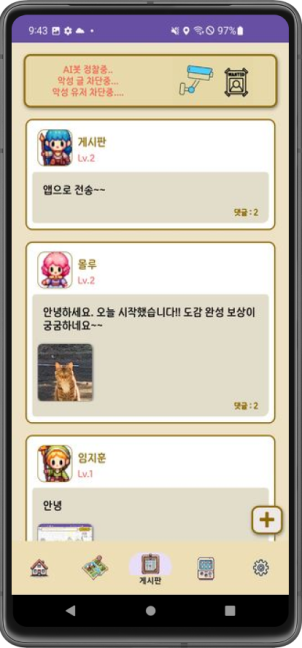 9:43
97%
AI봇 정찰중..
악성 글 차단중...
악성 유저 차단중....
WANTED
게시판
Lv.2
앱으로 전송~~
댓글 : 2
몰루
Lv.2
안녕하세요. 오늘 시작했습니다!! 도감 완성 보상이
궁금하네요~~
댓글 : 2
임지훈
Lv.1
안녕
게시판